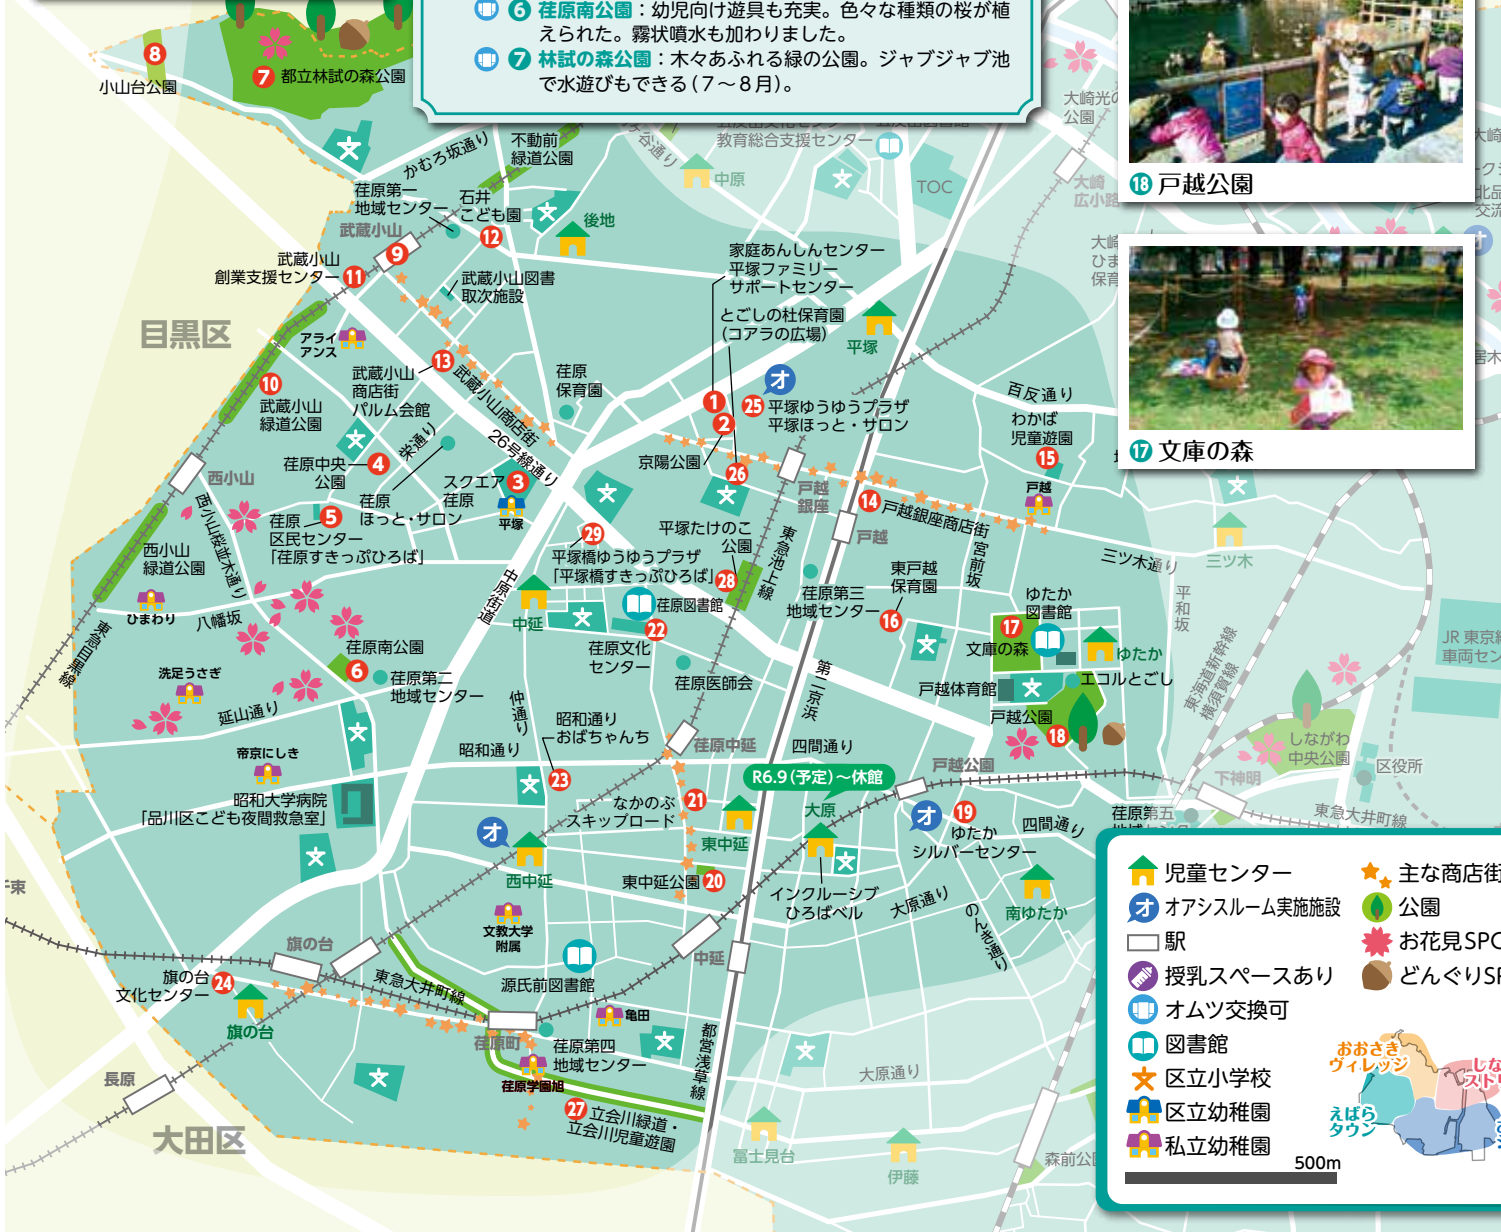 6 荏原南公園：幼児向け遊具も充実。色々な種類の桜が植
えられた。霧状噴水も加わりました。
7 林試の森公園：木々あふれる緑の公園。ジャブジャブ池
で水遊びもできる（7～8月）。
8
小山台公園
7 都立林試の森公園
18 戸越公園
17 文庫の森
かむろ坂通り
不動前
緑道公園
教育総合支援センター
中原
TOC
大崎
広小路
荏原第一
地域センター
石井
こども園
12
後地
武蔵小山
9
武蔵小山
創業支援センター 11
武蔵小山図書
取次施設
家庭あんしんセンター
平塚ファミリー
サポートセンター
とごしの杜保育園
（コアラの広場）
平塚
目黒区
アライ
アンス
10
武蔵小山
緑道公園
13
武蔵小山
商店街
パルム会館
武蔵小山商店街
26号線通り
荏原
保育園
1
2
オ
25 平塚ゆうゆうプラザ
平塚ほっと・サロン
百反通り
わかば
児童遊園
15
京陽公園
26
栄通り
荏原中央
公園
4
スクエア
荏原
3
平塚
荏原
ほっと・サロン
西小山
西小山桜並木通り
荏原
区民センター
「荏原すきっぷひろば」
5
西小山
緑道公園
戸越
銀座
14 戸越銀座商店街
戸越
戸越
宮前坂
三ツ木通り
三ツ木
29
平塚橋ゆうゆうプラザ
「平塚橋すきっぷひろば」
平塚たけのこ
公園
28
東急池上線
東戸越
保育園
16
荏原第三
地域センター
ゆたか
図書館
17
文庫の森
ゆたか
平和坂
東海道新幹線
横須賀線
ひまわり
八幡坂
東急目黒線
中原街道
中延
荏原図書館
22
荏原文化
センター
荏原医師会
第二京浜
荏原南公園
6
荏原第二
地域センター
洗足うさぎ
延山通り
仲通り
昭和通り
おばちゃんち
23
昭和通り
荏原中延
四間通り
戸越体育館
エコルとごし
戸越公園
18
戸越公園
しながわ
中央公園
区役所
下神明
帝京にしき
昭和大学病院
「品川区こども夜間救急室」
R6.9（予定）～休館
大原
なかのぶ
スキップロード
21
東中延
オ
西中延
東中延公園 20
インクルーシブ
ひろばベル
オ
19
ゆたか
シルバーセンター
四間通り
荏原第五
東急大井町線
大原通り
のんき通り
南ゆたか
文教大学
附属
源氏前図書館
中延
旗の台
旗の台
文化センター
24
旗の台
東急大井町線
荏原町
亀田
荏原第四
地域センター
荏原学園旭
27 立会川緑道・
立会川児童遊園
都営浅草線
大原通り
長原
大田区
冨士見台
伊藤
児童センター
オ オアシスルーム実施施設
駅
授乳スペースあり
オムツ交換可
図書館
区立小学校
区立幼稚園
私立幼稚園
主な商店街
公園
お花見SPO
どんぐりSP
おおさき
ヴィレッジ
えばら
タウン
500m